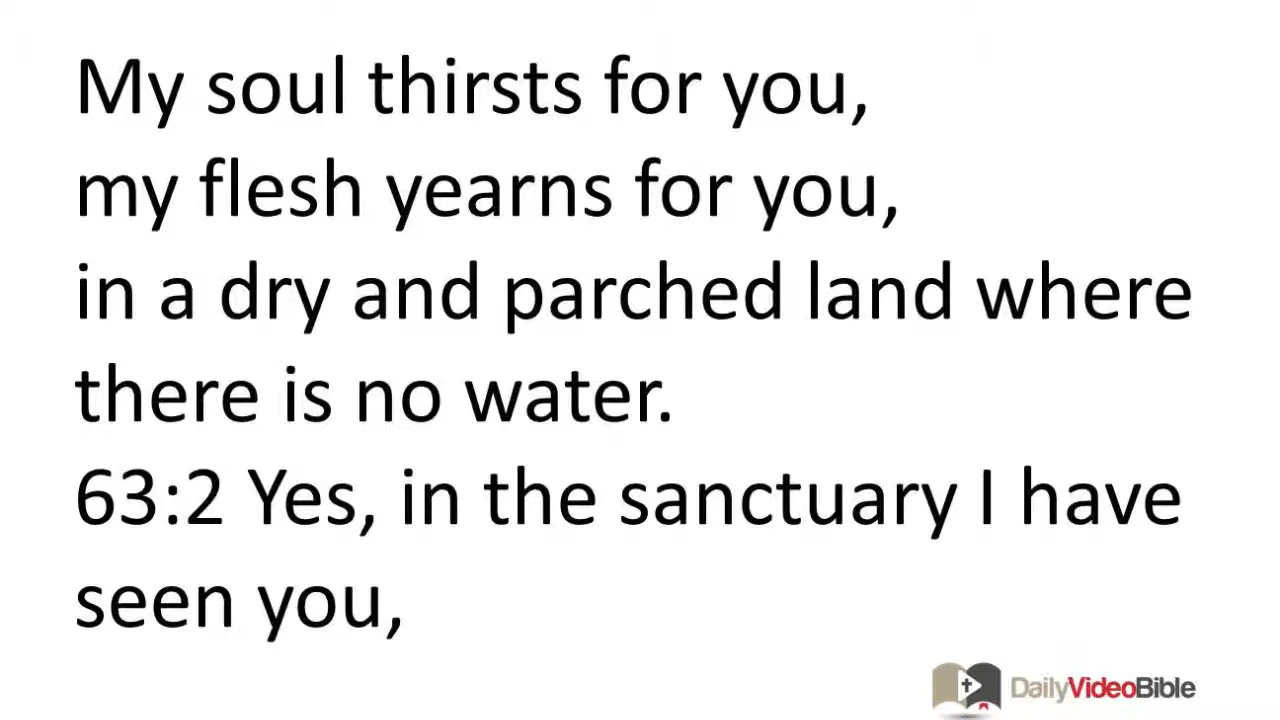 My soul thirsts for you,
my flesh yearns for you,
in a dry and parched land where
there is no water.
63:2 Yes, in the sanctuary I have
seen you,
DailyVideoBible